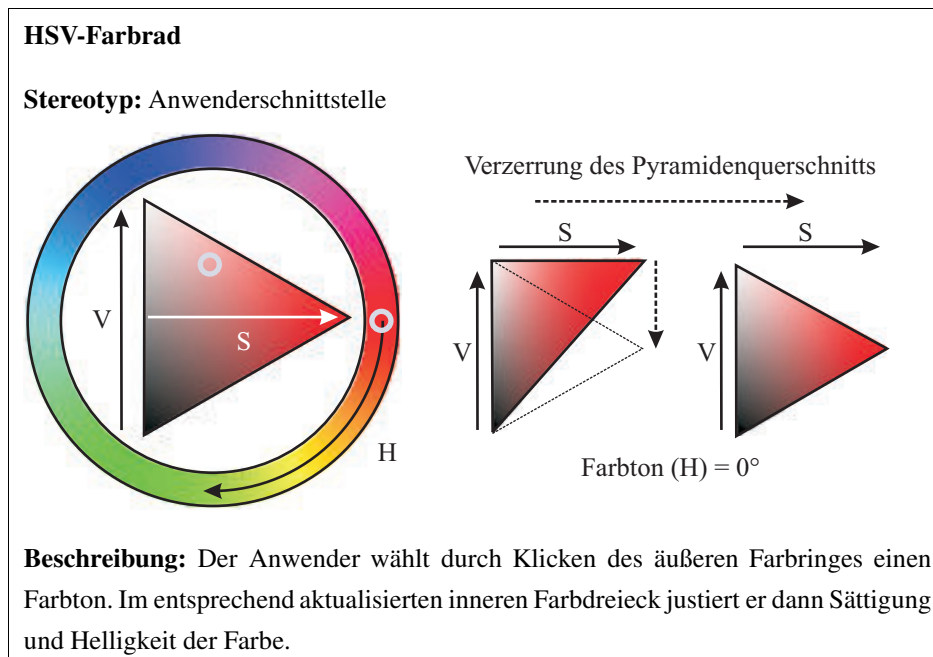 HSV-Farbrad
Stereotyp: Anwenderschnittstelle
V
S
H
Verzerrung des Pyramidenquerschnitts
S
V
S
V
Farbton (H) = 0°
Beschreibung: Der Anwender wählt durch Klicken des äußeren Farbringes einen
Farbton. Im entsprechend aktualisierten inneren Farbdreieck justiert er dann Sättigung
und Helligkeit der Farbe.